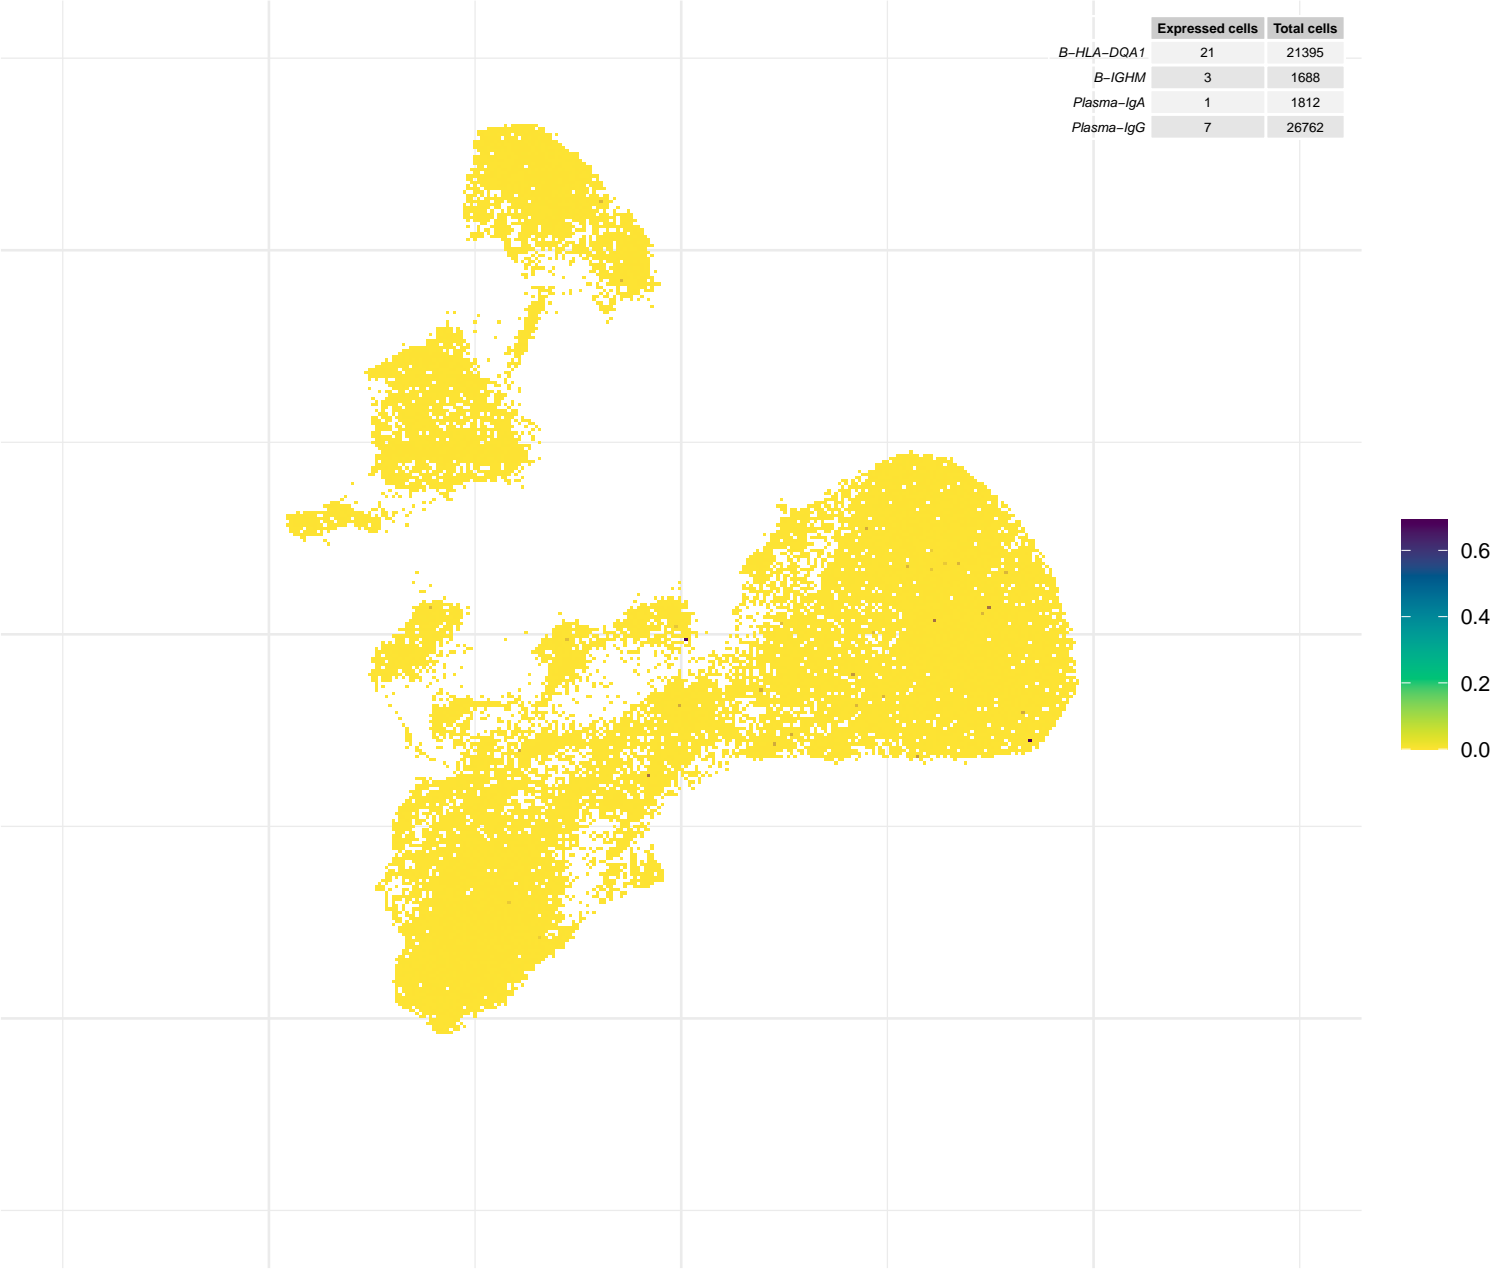 Expressed cells Total cells
B−HLA−DQA1 21 21395
B−IGHM 3 1688
Plasma−IgA 1 1812
Plasma−IgG 7 26762
0.6
0.4
0.2
0.0